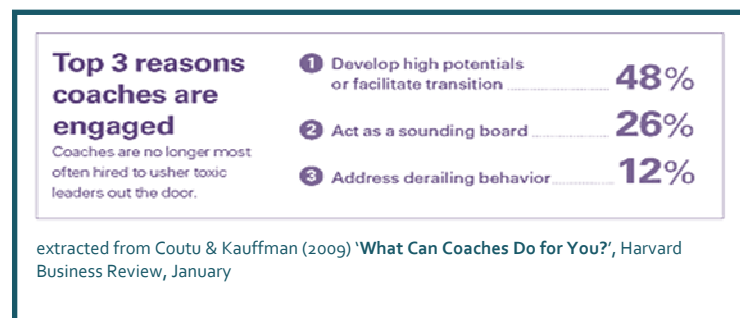 Top 3 reasons
coaches are
engaged
Coaches are no longer most
often hired to usher toxic
leaders out the door.
1 Develop high potentials
or facilitate transition 48%
2 Act as a sounding board 26%
3 Address derailing behavior 12%
extracted from Coutu & Kauffman (2009) ‘What Can Coaches Do for You?’, Harvard
Business Review, January